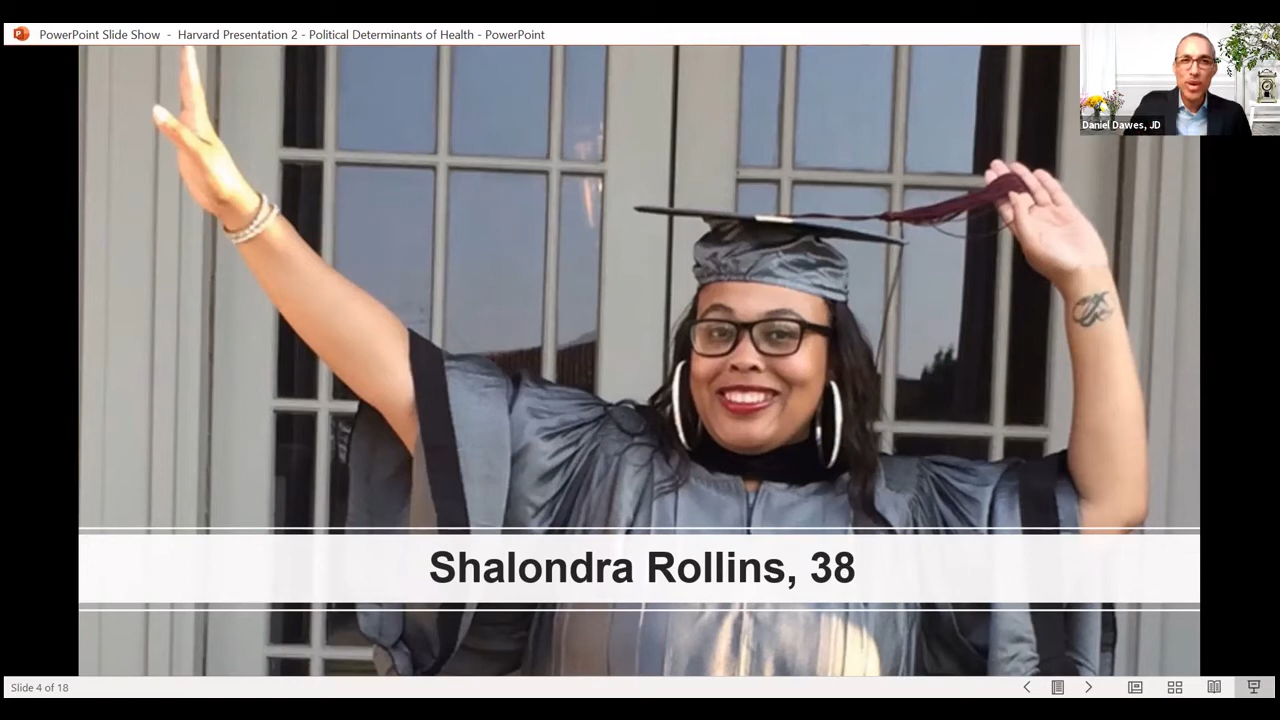 PowerPoint Slide Show - Harvard Presentation 2 - Political Determinants of Health - PowerPoint
Daniel Dawes, JD
Shalondra Rollins, 38
Slide 4 of 18